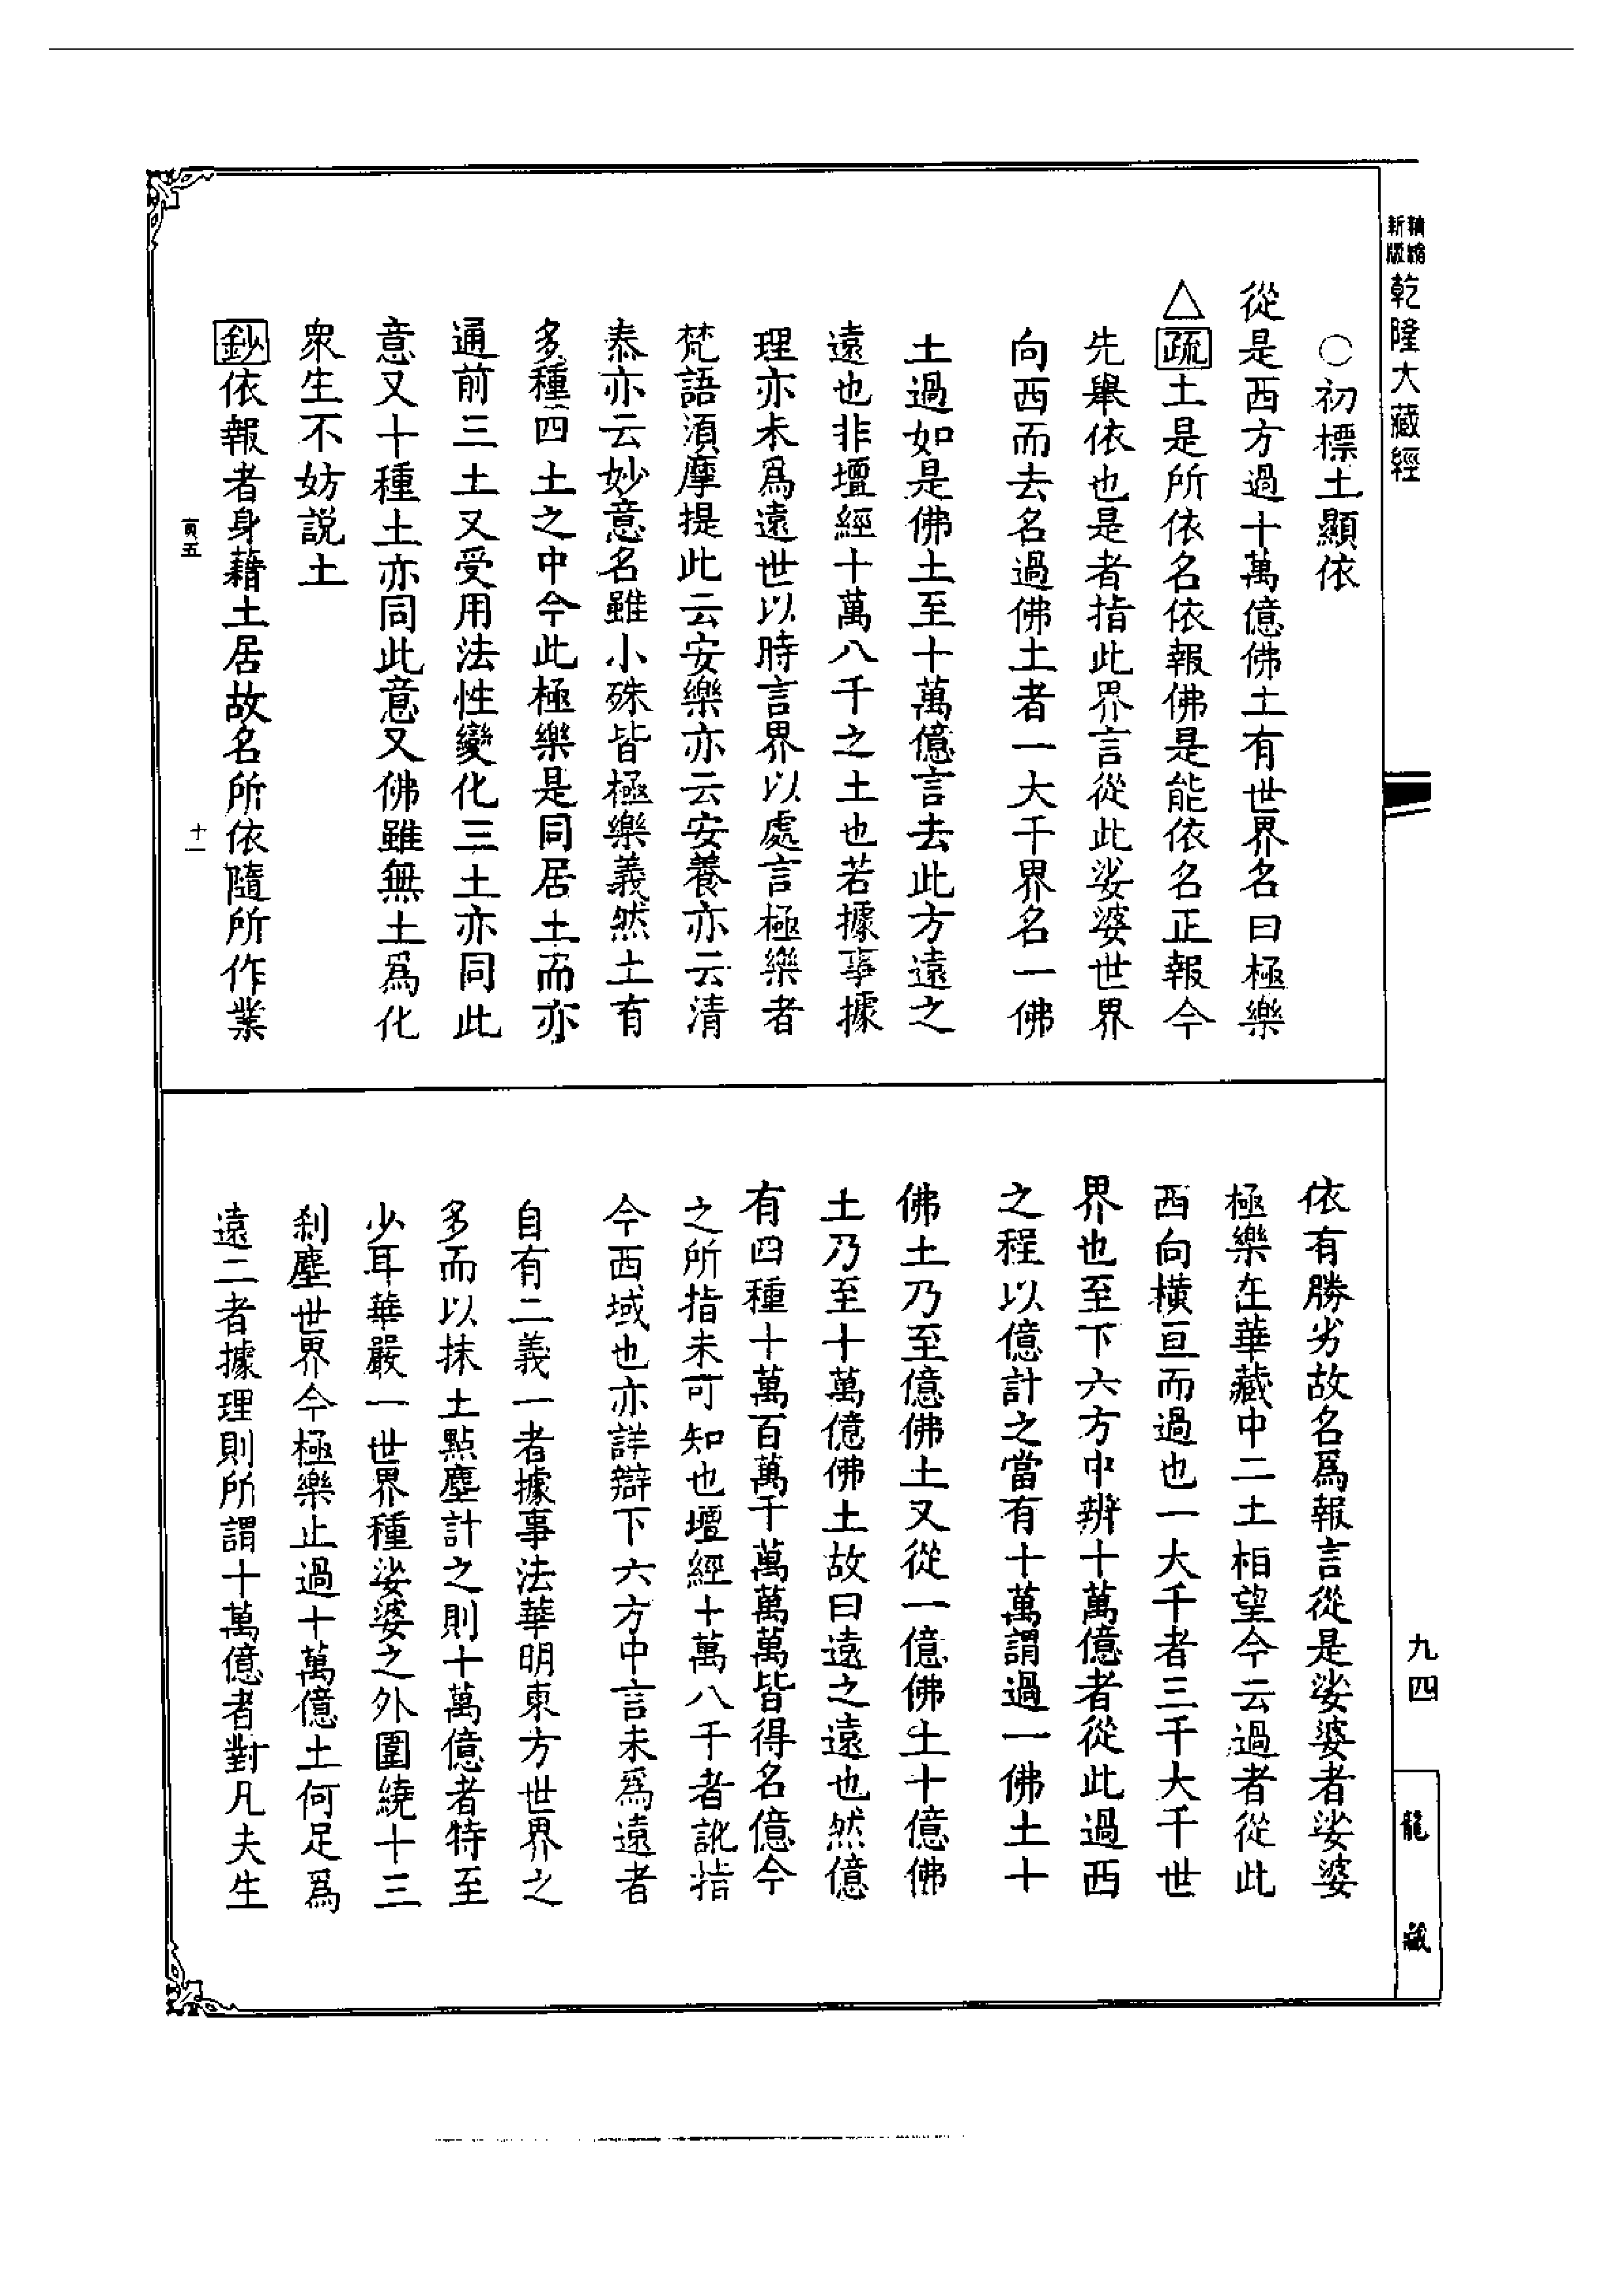 精縮新版乾隆大藏經
○初標土顯依
從是西方過十萬億佛土有世界名曰極樂
△疏土是所依名依報佛是能依名正報今
先舉依也是者指此界言從此娑婆世界
向西而去名過佛土者一大千界名一佛
土過如是佛土至十萬億言去此方遠之
遠也非壇經十萬八千之土也若據事據
理亦未爲遠世以時言界以處言極樂者
梵語須摩提此云安樂亦云安養亦云清
泰亦云妙意名雖小殊皆極樂義然土有
多種四土之中今此極樂是同居土而亦
通前三土又受用法性變化三土亦同此
意又十種土亦同此意又佛雖無土爲化
衆生不妨説土
鈔依報者身藉土居故名所依隨所作業
十一
依有勝劣故名爲報言從是娑婆者娑婆
極樂在華藏中二土相望今云過者從此
西向橫亘而過也一大千者三千大千世
界也至下六方中辨十萬億者從此過西
之程以億計之當有十萬謂過一佛土十
佛土乃至億佛土又從一億佛土十億佛
土乃至十萬億佛土故曰遠之遠也然億
有四種十萬百萬千萬萬萬皆得名億今
之所指未可知也壇經十萬八千者訛指
今西域也亦詳辯下六方中言未爲遠者
自有二義一者據事法華明東方世界之
多而以抹土點塵計之則十萬億者特至
少耳華嚴一世界種娑婆之外圍繞十三
剎塵世界今極樂止過十萬億土何足爲
遠二者據理則所謂十萬億者對凡夫生
九四
龍藏